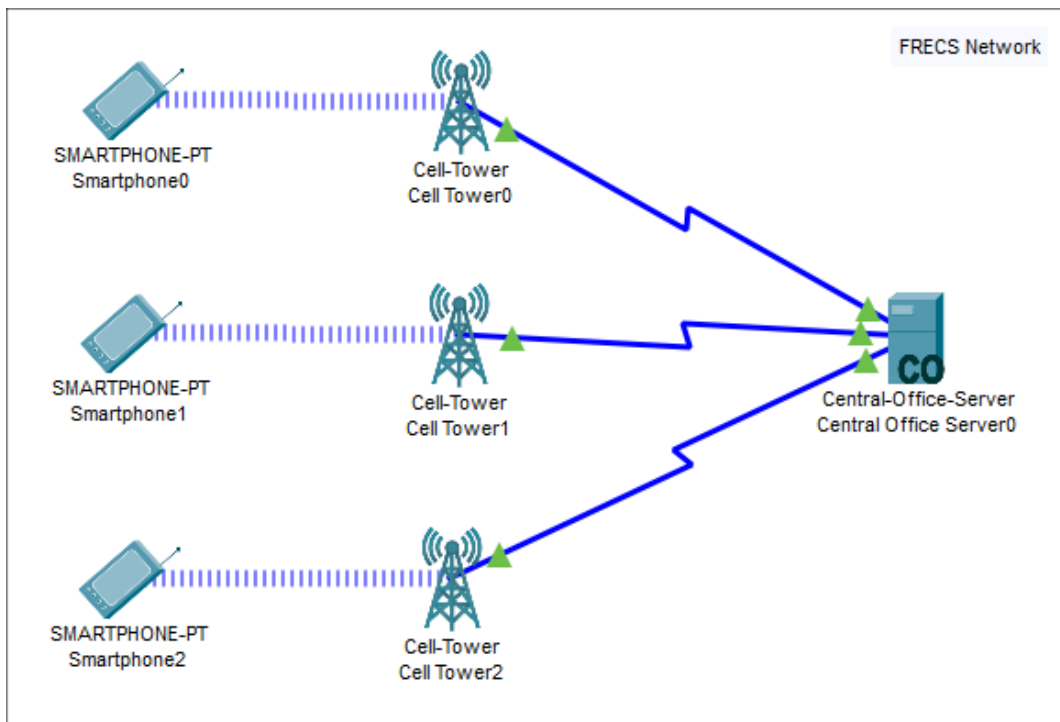 FRECS Network
SMARTPHONE-PT
Smartphone0
Cell-Tower
Cell Tower0
SMARTPHONE-PT
Smartphone1
Cell-Tower
Cell Tower1
CO
Central-Office-Server
Central Office Server0
SMARTPHONE-PT
Smartphone2
Cell-Tower
Cell Tower2